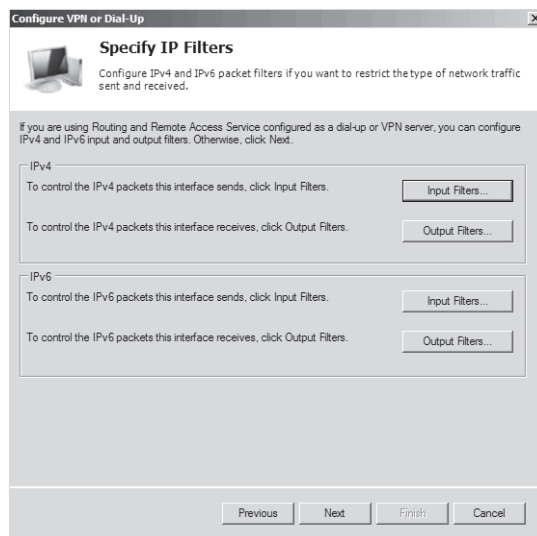 Configure VPN or Dial-Up
Specify IP Filters
Configure IPv4 and IPv6 packet filters if you want to restrict the type of network traffic
sent and received.
If you are using Routing and Remote Access Service configured as a dial-up or VPN server, you can configure
IPv4 and IPv6 input and output filters. Otherwise, click Next.
IPv4
To control the IPv4 packets this interface sends, click Input Filters.
Input Filters...
To control the IPv4 packets this interface receives, click Output Filters.
Output Filters...
IPv6
To control the IPv6 packets this interface sends, click Input Filters.
Input Filters...
To control the IPv6 packets this interface receives, click Output Filters.
Output Filters...
Previous Next Finish Cancel